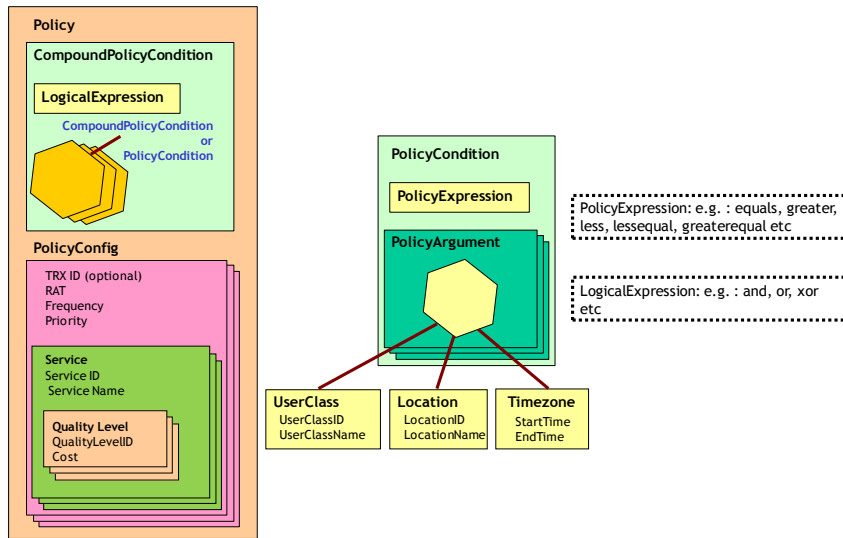 Policy
CompoundPolicyCondition
LogicalExpression
CompoundPolicyCondition
or
PolicyCondition
PolicyConfig
TRX ID (optional)
RAT
Frequency
Priority
Service
Service ID
Service Name
Quality Level
QualityLevelID
Cost
PolicyCondition
PolicyExpression
PolicyArgument
UserClass
UserClassID
UserClassName
Location
LocationID
LocationName
Timezone
StartTime
EndTime
PolicyExpression: e.g. : equals, greater,
less, lessequal, greaterequal etc
LogicalExpression: e.g. : and, or, xor
etc